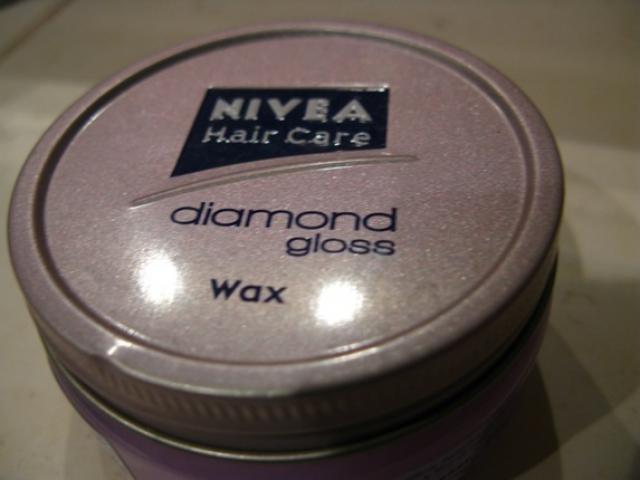 NIVEA
Hair Care
diamond
gloss
Wax